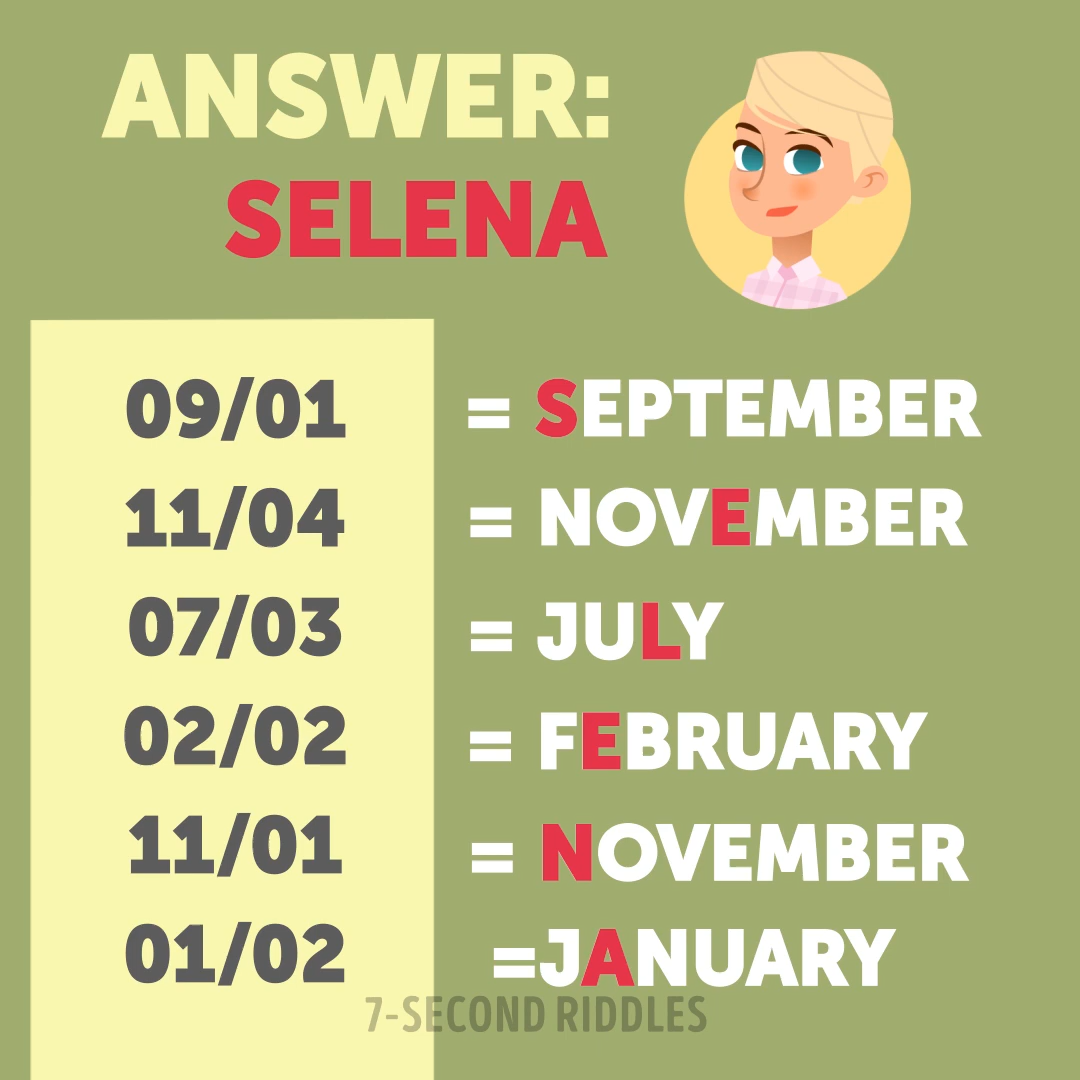 ANSWER:
SELENA
09/01 = SEPTEMBER
11/04 = NOVEMBER
07/03 = JULY
02/02 = FEBRUARY
11/01 = NOVEMBER
01/02 =JANUARY
7-SECOND RIDDLES